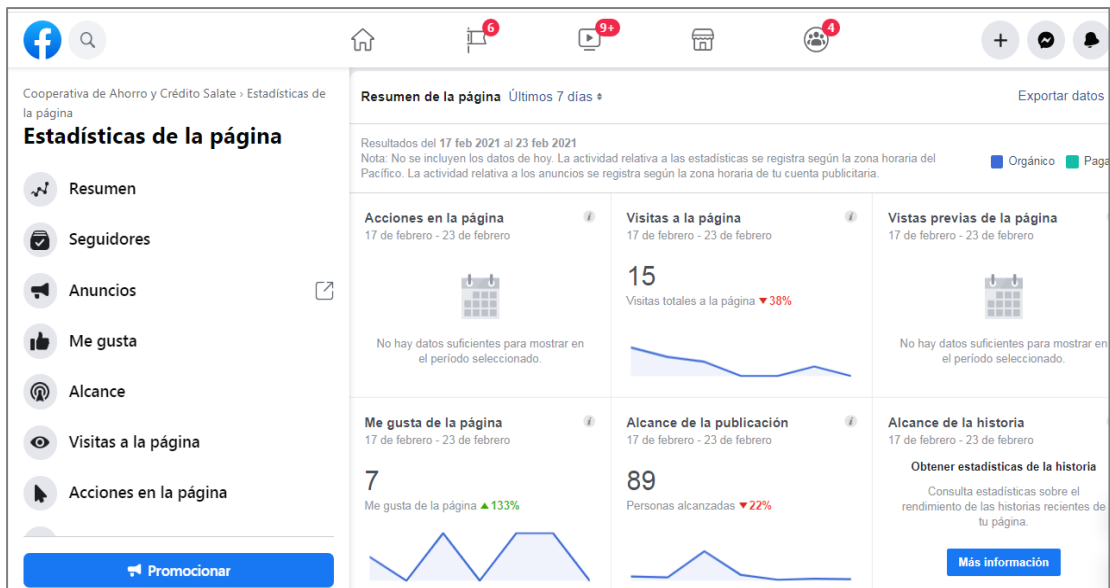 6
9+
4
Cooperativa de Ahorro y Crédito Salate › Estadísticas de
la página
Estadísticas de la página
Resumen
Seguidores
Anuncios
Me gusta
Alcance
Visitas a la página
Acciones en la página
Promocionar
Resumen de la página Últimos 7 días
Exportar datos
Resultados del 17 feb 2021 al 23 feb 2021
Nota: No se incluyen los datos de hoy. La actividad relativa a las estadísticas se registra según la zona horaria del
Pacífico. La actividad relativa a los anuncios se registra según la zona horaria de tu cuenta publicitaria.
Orgánico Paga
Acciones en la página
17 de febrero - 23 de febrero
No hay datos suficientes para mostrar en
el período seleccionado.
Visitas a la página
17 de febrero - 23 de febrero
15
Visitas totales a la página ▼38%
Vistas previas de la página
17 de febrero - 23 de febrero
No hay datos suficientes para mostrar en
el período seleccionado.
Me gusta de la página
17 de febrero - 23 de febrero
7
Me gusta de la página ▲133%
Alcance de la publicación
17 de febrero - 23 de febrero
89
Personas alcanzadas ▼22%
Alcance de la historia
17 de febrero - 23 de febrero
Obtener estadísticas de la historia
Consulta estadísticas sobre el
rendimiento de las historias recientes de
tu página.
Más información